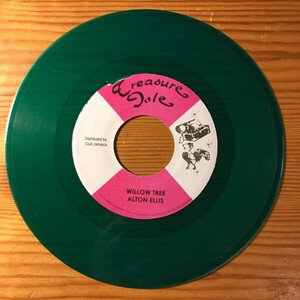 Treasure
Isle
Distributed by
Club Jamaica
WILLOW TREE
ALTON ELLIS